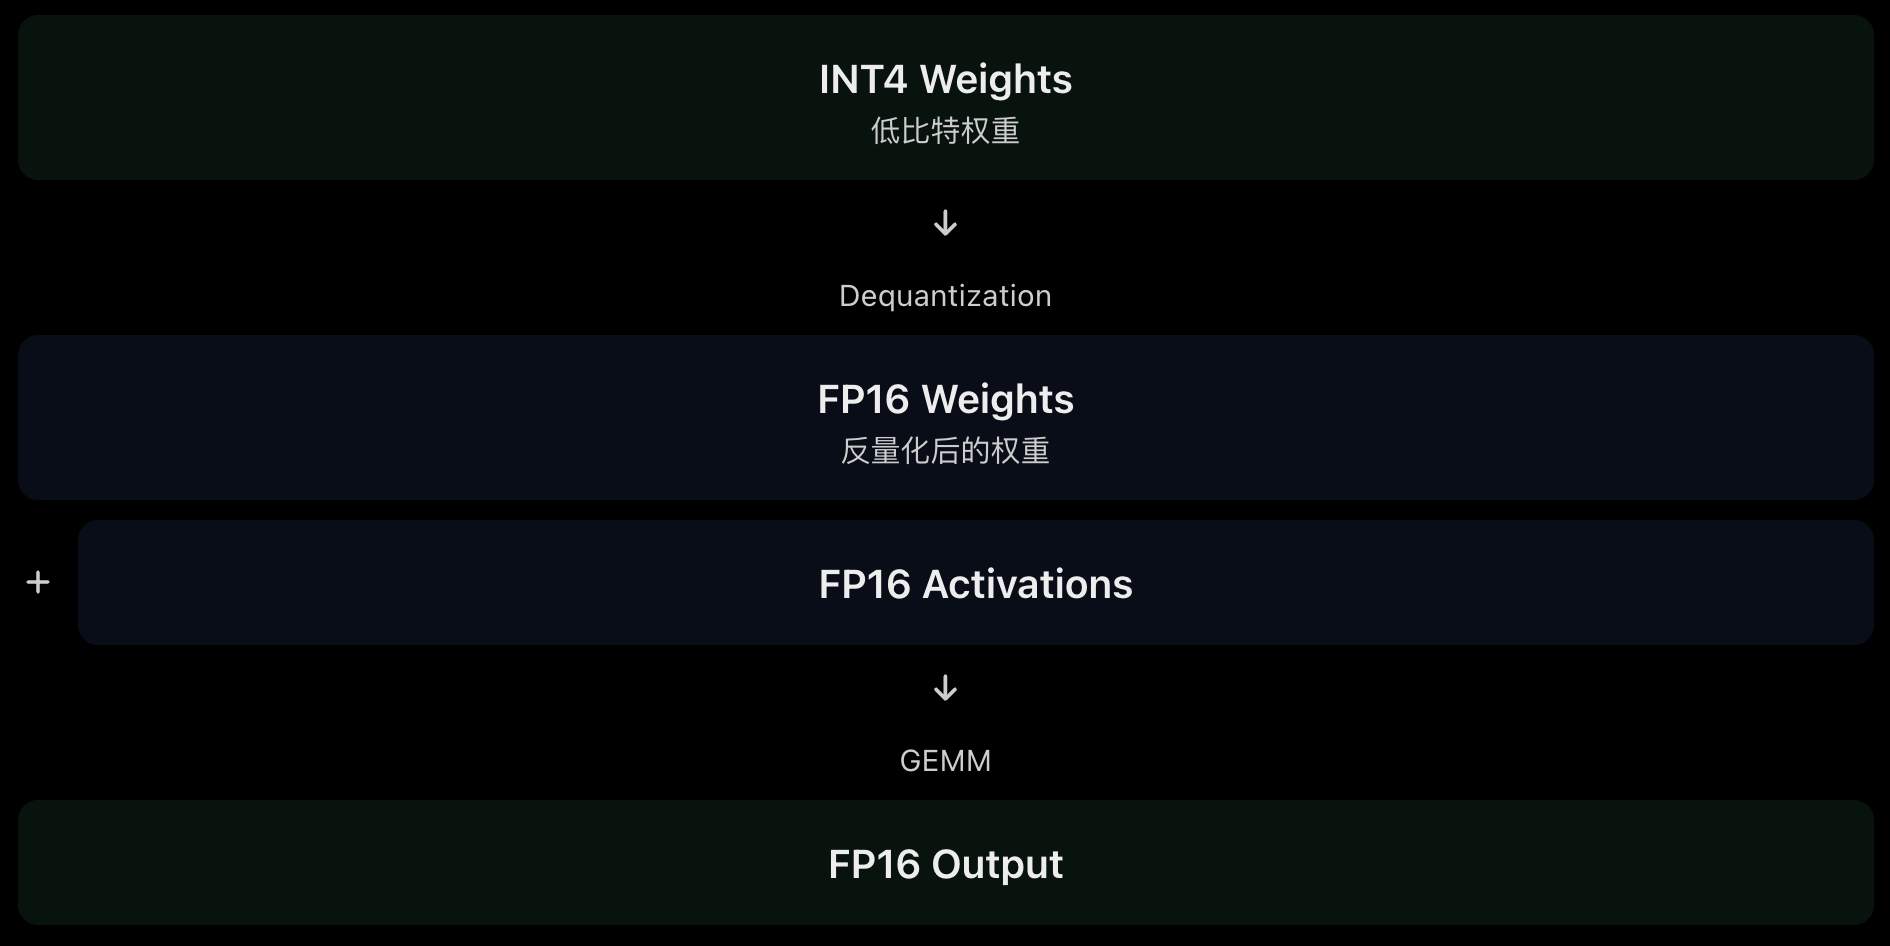 INT4 Weights
低比特权重
↓
Dequantization
FP16 Weights
反量化后的权重
+
FP16 Activations
↓
GEMM
FP16 Output